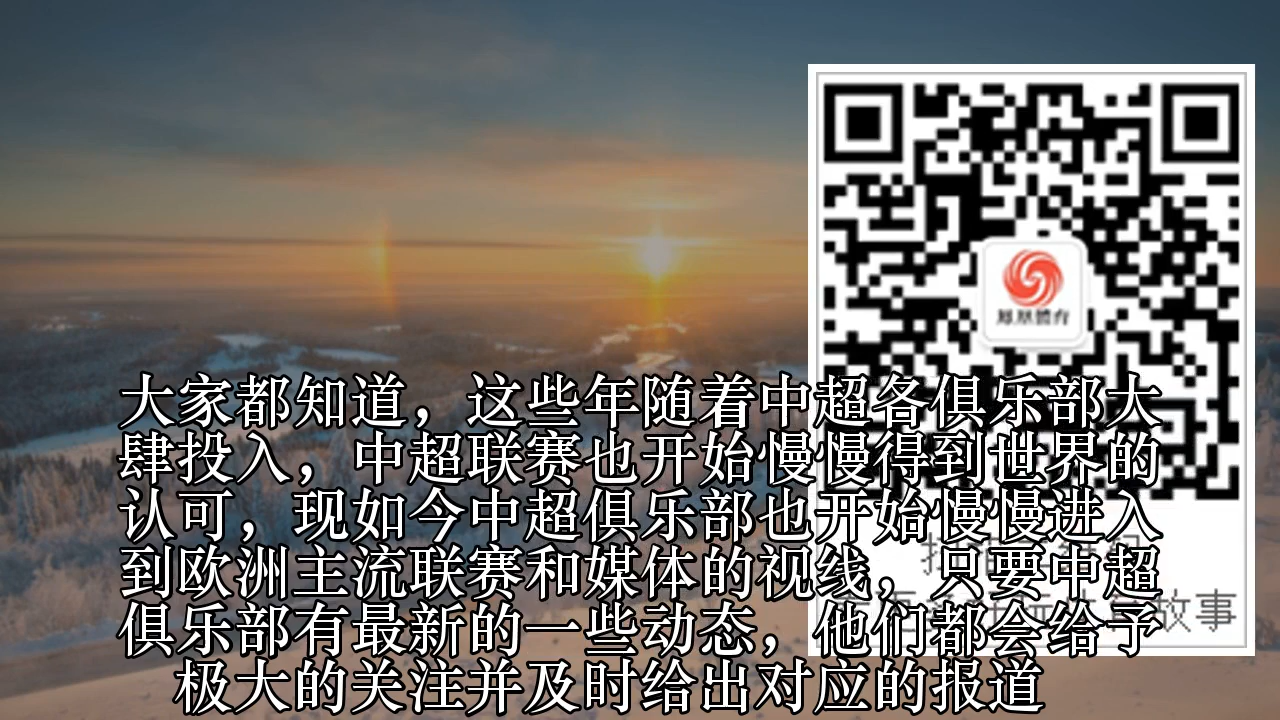 鳳凰體育
大家都知道，这些年随着中超各俱乐部大
肆投入，中超联赛也开始慢慢得到世界的
认可，现如今中超俱乐部也开始慢慢进入
到欧洲主流联赛和媒体的视线，只要中超
俱乐部有最新的一些动态，他们都会给予
极大的关注并及时给出对应的报道
故事